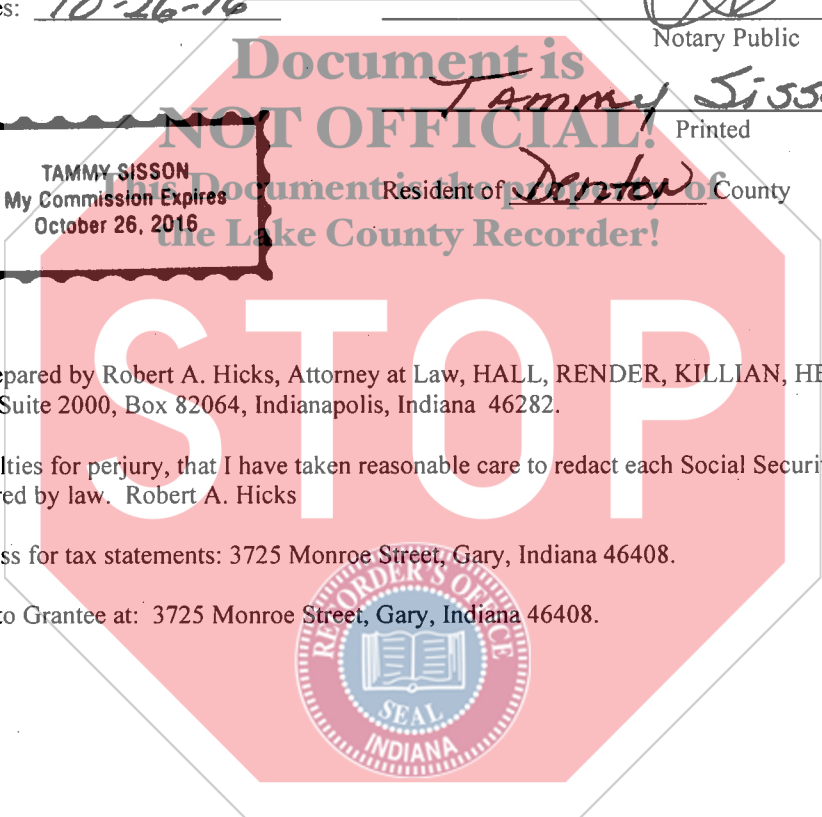 es: 10-26-16
Notary Public
Document is
Tammy Siss
NOT OFFICIAL!
Printed
TAMMY SISSON
My Commission Expires
October 26, 2016
This Document is the property of
Resident of Denton County
the Lake County Recorder!
STOP
epared by Robert A. Hicks, Attorney at Law, HALL, RENDER, KILLIAN, HE
Suite 2000, Box 82064, Indianapolis, Indiana 46282.
lties for perjury, that I have taken reasonable care to redact each Social Securi
red by law. Robert A. Hicks
ss for tax statements: 3725 Monroe Street, Gary, Indiana 46408.
to Grantee at: 3725 Monroe Street, Gary, Indiana 46408.
RECORDER'S OFFICE
SEAL
INDIANA